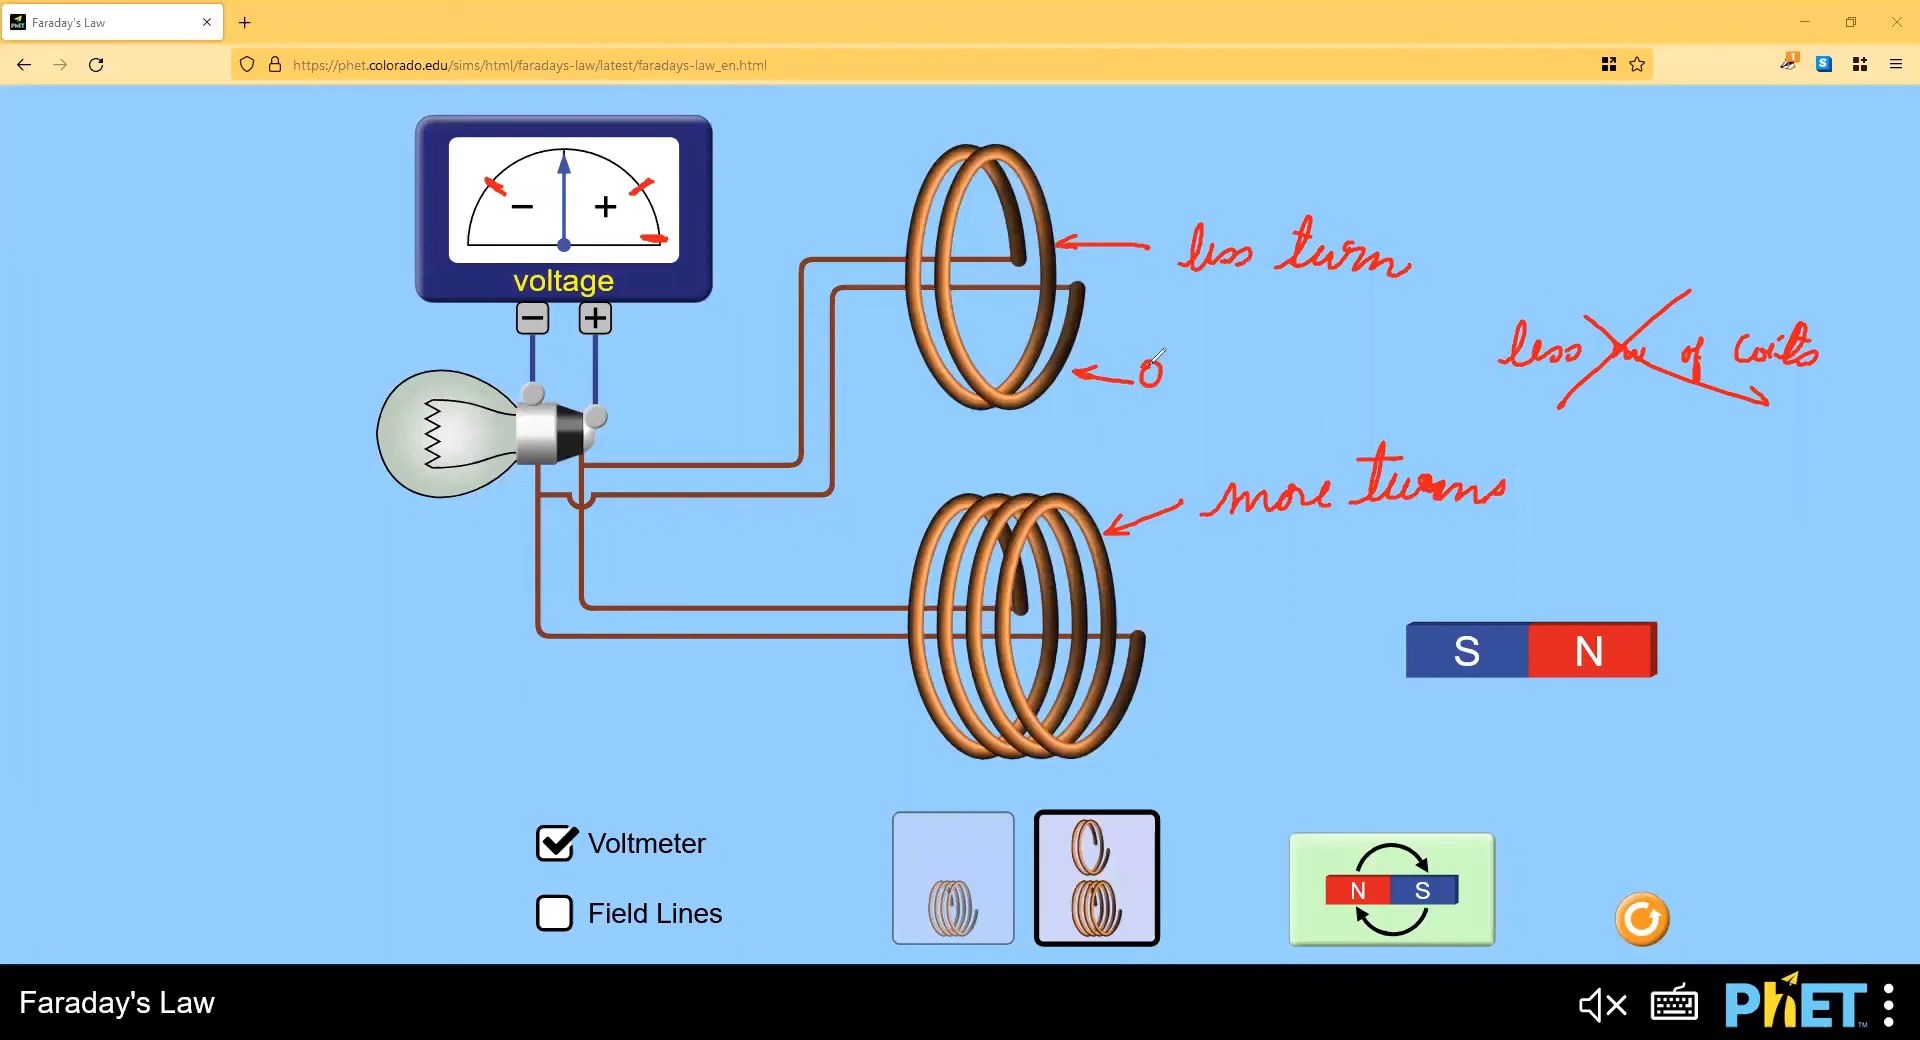 Faraday's Law
https://phet.colorado.edu/sims/html/faradays-law/latest/faradays-law_en.html
1
S
− +
voltage
− +
less turn
less of coils
o
more turns
S N
Voltmeter
Field Lines
N S
Faraday's Law
PhET